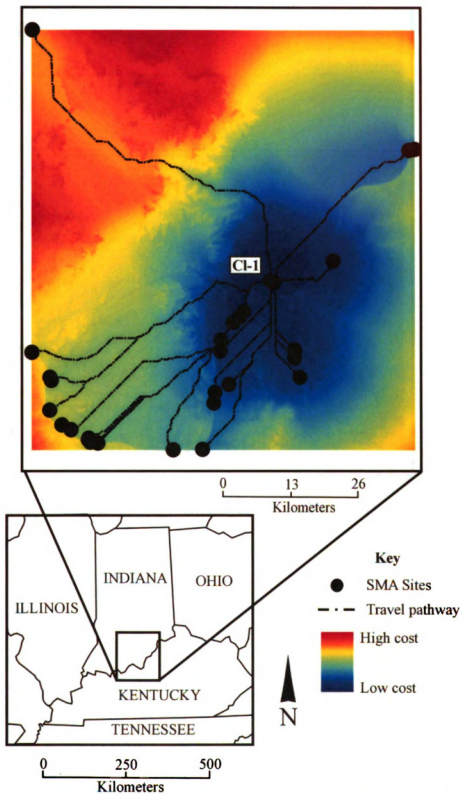 Cl-1
0 13 26
Kilometers
ILLINOIS
INDIANA
OHIO
KENTUCKY
TENNESSEE
N
0 250 500
Kilometers
Key
SMA Sites
Travel pathway
High cost
Low cost